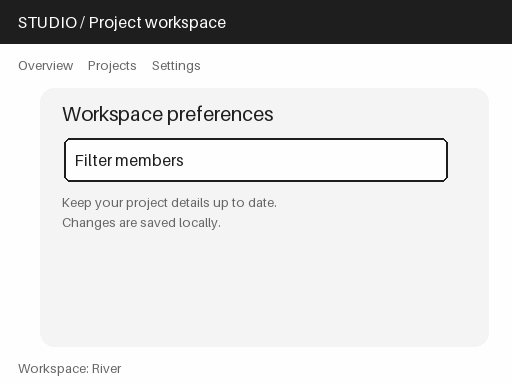 STUDIO / Project workspace
Overview Projects Settings
Workspace preferences
Filter members
Keep your project details up to date.
Changes are saved locally.
Workspace: River